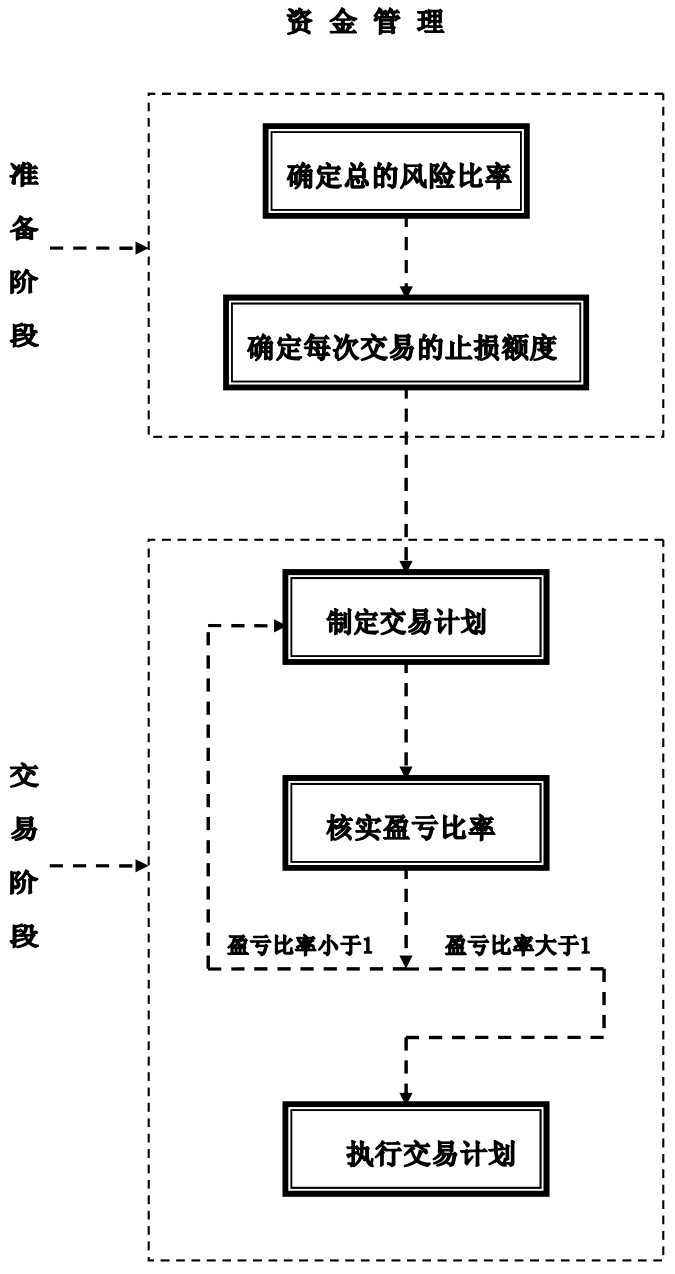 资金管理
准备阶段
确定总的风险比率
确定每次交易的止损额度
交易阶段
制定交易计划
核实盈亏比率
盈亏比率小于1
盈亏比率大于1
执行交易计划